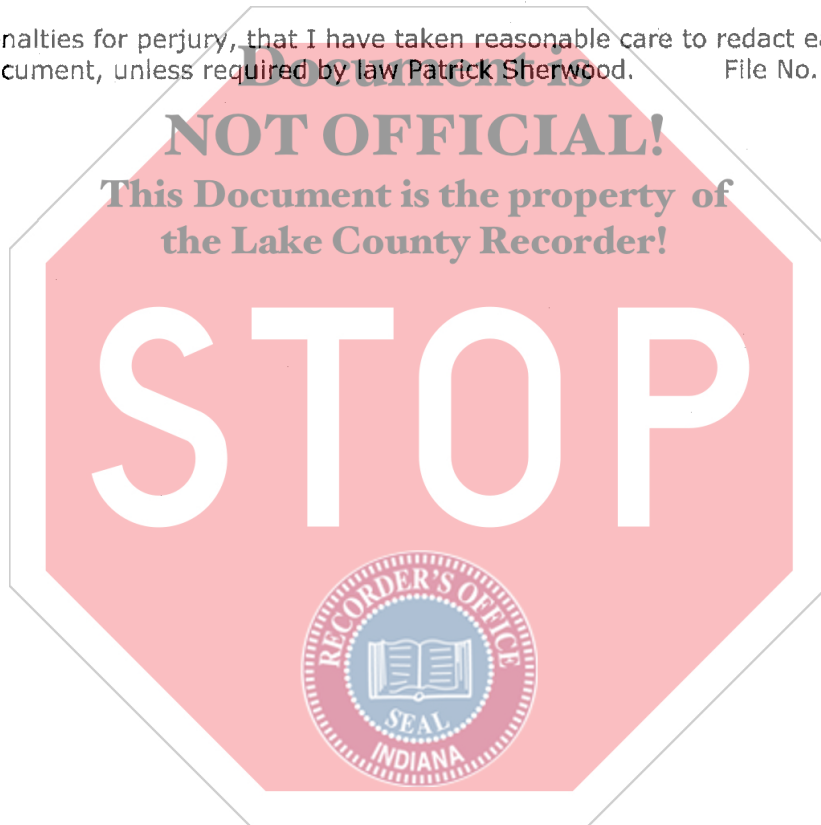 nalties for perjury, that I have taken reasonable care to redact ea
cument, unless required by law Patrick Sherwood. File No.
Document is
NOT OFFICIAL!
This Document is the property of
the Lake County Recorder!
STOP
RECORDER'S OFFICE
SEAL
INDIANA